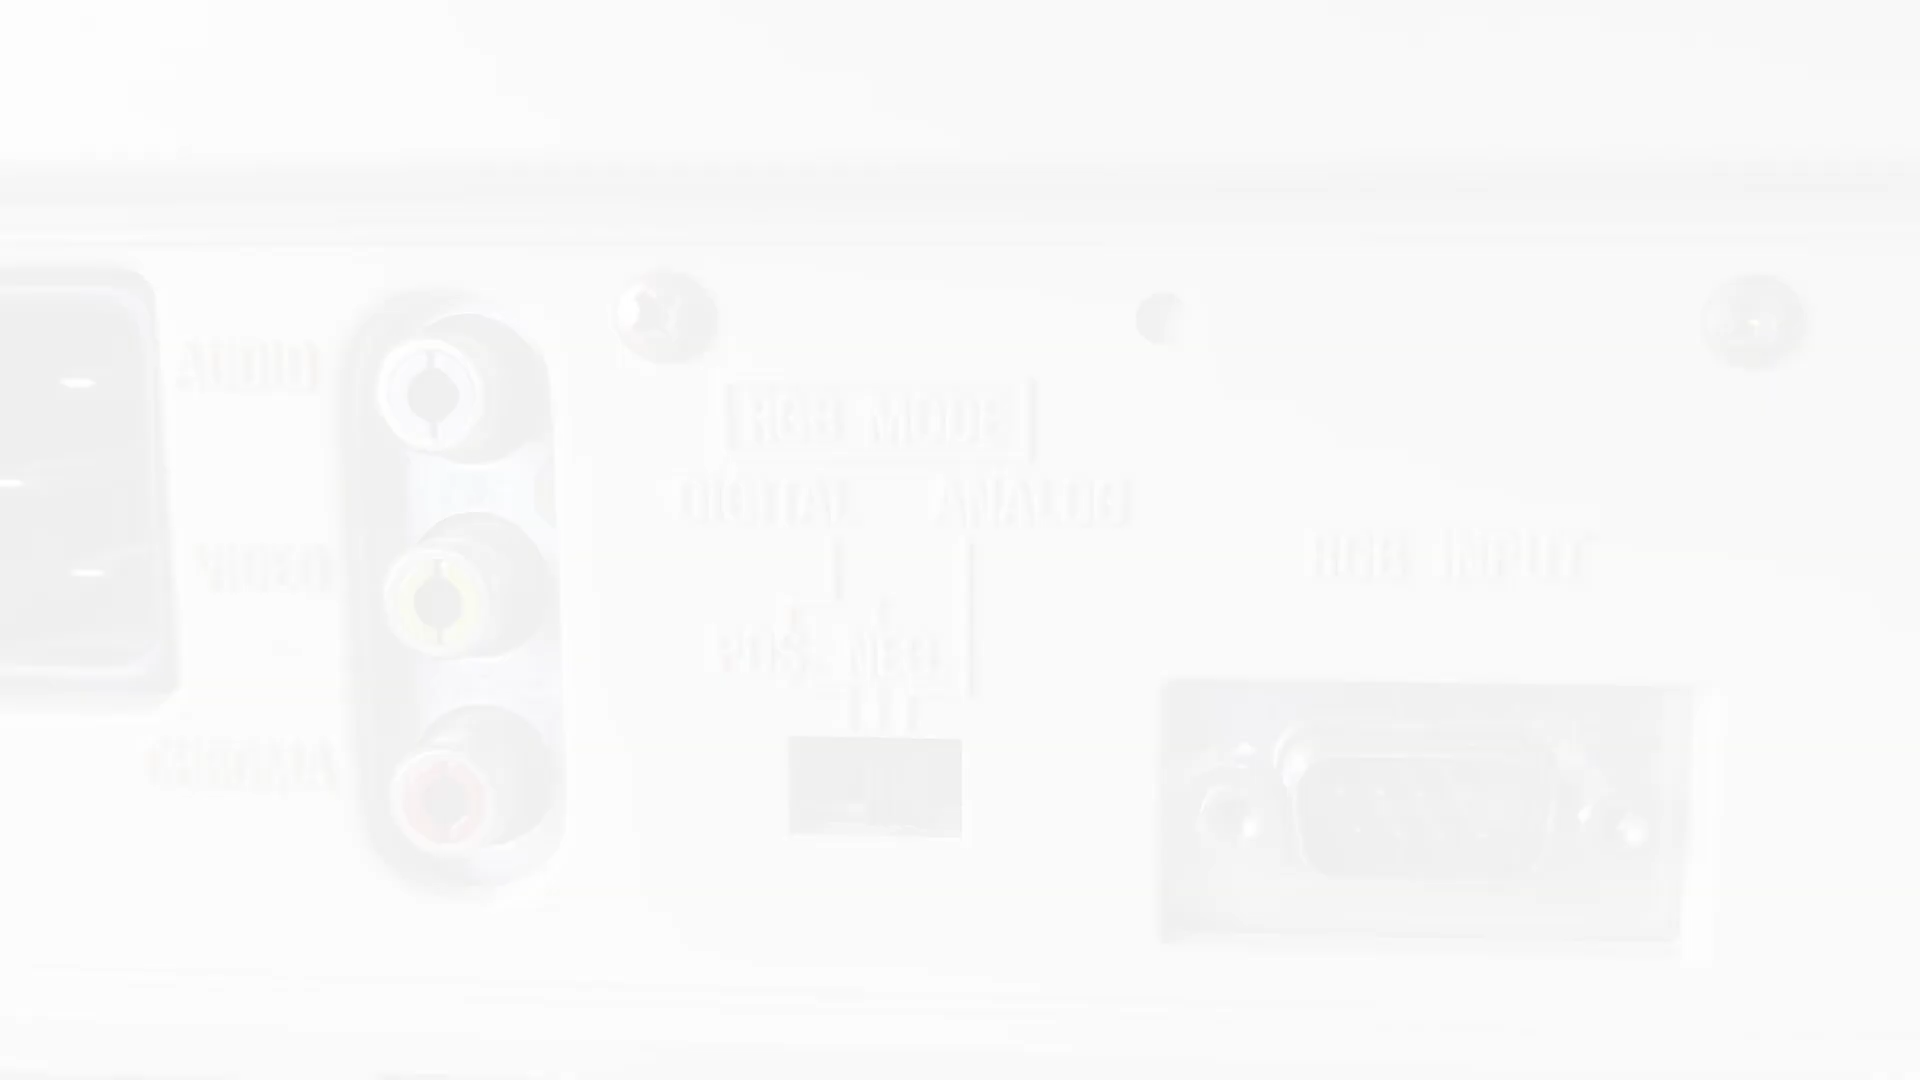 AUDIO
RGB MODE
DIGITAL ANALOG
VIDEO
RGB INPUT
POS. NEG.
CHROMA